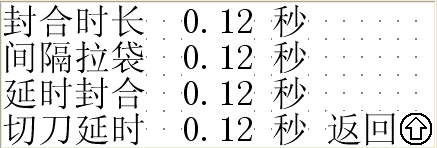 封合时长 0.12 秒
间隔拉袋 0.12 秒
延时封合 0.12 秒
切刀延时 0.12 秒 返回